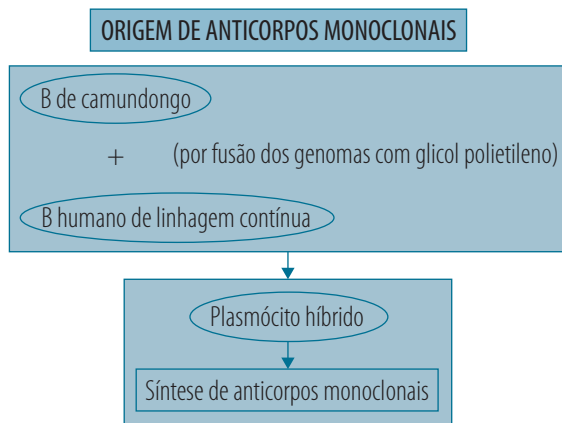 ORIGEM DE ANTICORPOS MONOCLONAIS
B de camundongo
+ (por fusão dos genomas com glicol polietileno)
B humano de linhagem contínua
Plasmócito híbrido
Síntese de anticorpos monoclonais